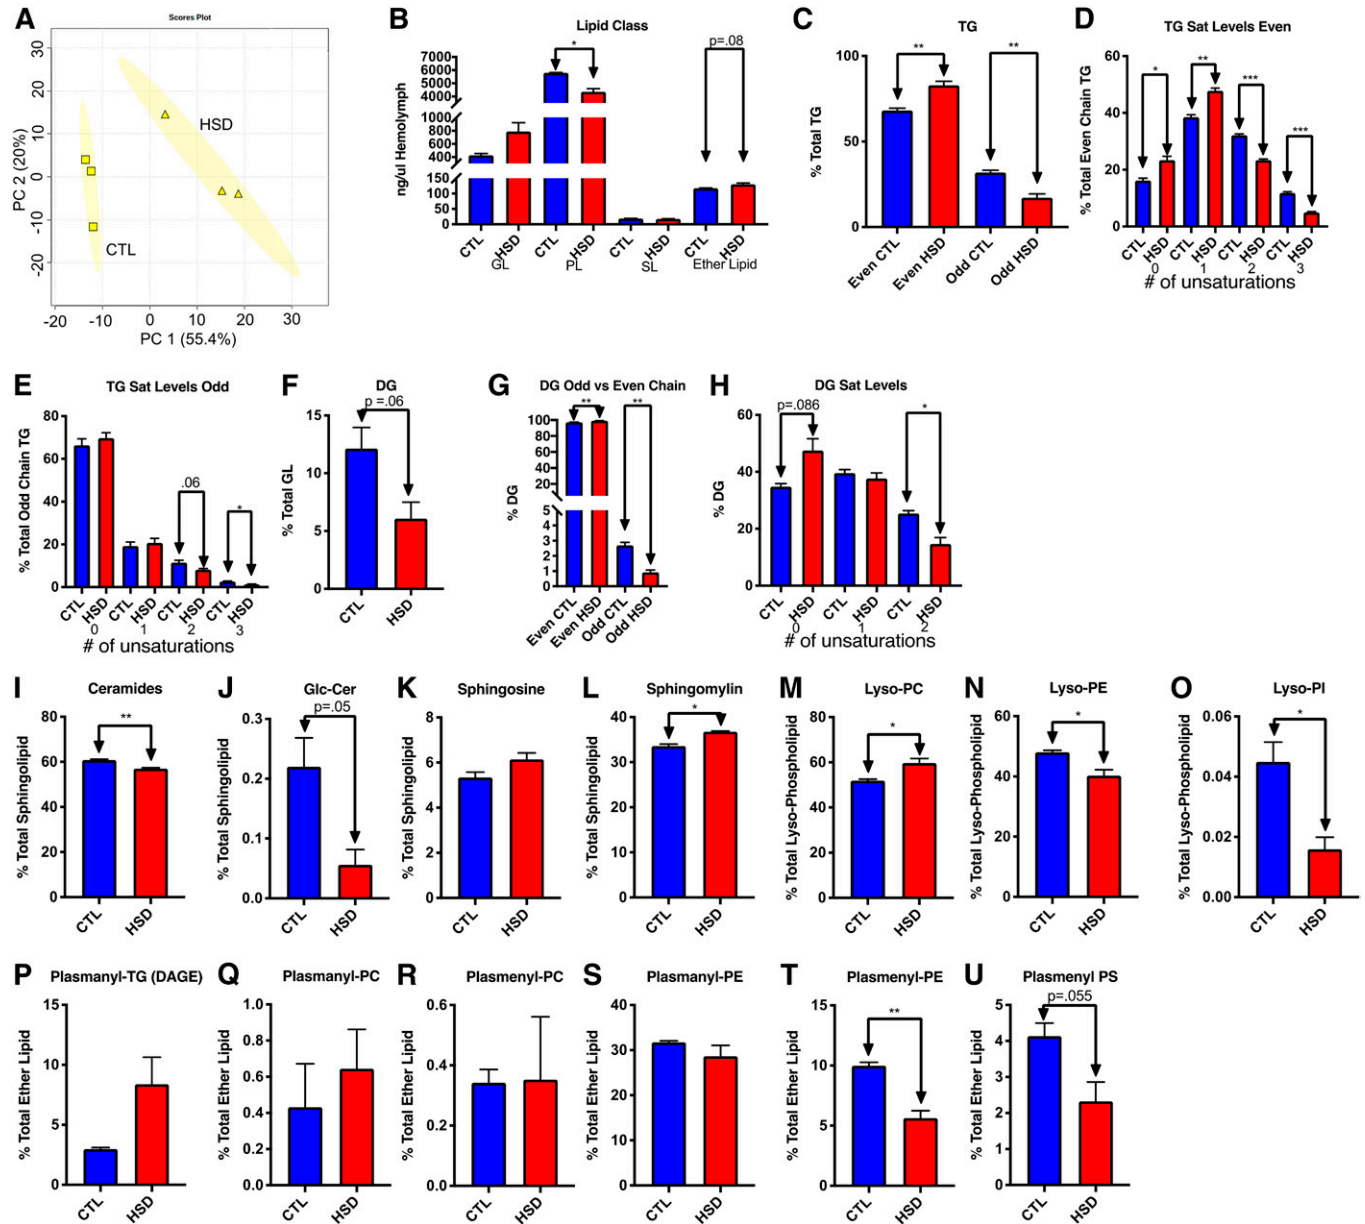 A
Scores Plot
PC 2 (20%)
30
20
10
0
-10
-20
HSD
CTL
-20 -10 0 10 20 30
PC 1 (55.4%)
B
Lipid Class
ng/ul Hemolymph
7000
6000
5000
4000
1000
800
600
400
150
100
50
0
*
p=.08
CTL HSD CTL HSD CTL HSD CTL HSD
GL PL SL Ether Lipid
C
TG
% Total TG
100
50
0
** **
Even CTL Even HSD Odd CTL Odd HSD
D
TG Sat Levels Even
% Total Even Chain TG
60
40
20
0
* ** *** ***
CTL HSD CTL HSD CTL HSD CTL HSD
0 1 2 3
# of unsaturations
E
TG Sat Levels Odd
% Total Odd Chain TG
80
60
40
20
0
.06 *
CTL HSD CTL HSD CTL HSD CTL HSD
0 1 2 3
# of unsaturations
F
DG
% Total GL
15
10
5
0
p =.06
CTL HSD
G
DG Odd vs Even Chain
% DG
100
80
60
40
20
5
4
3
2
1
0
** **
Even CTL Even HSD Odd CTL Odd HSD
H
DG Sat Levels
% DG
60
40
20
0
p=.086 *
CTL HSD CTL HSD CTL HSD
0 1 2
# of unsaturations
I
Ceramides
% Total Sphingolipid
80
60
40
20
0
**
CTL HSD
J
Glc-Cer
% Total Sphingolipid
0.3
0.2
0.1
0.0
p=.05
CTL HSD
K
Sphingosine
% Total Sphingolipid
8
6
4
2
0
CTL HSD
L
Sphingomylin
% Total Sphingolipid
40
30
20
10
0
*
CTL HSD
M
Lyso-PC
% Total Lyso-Phospholipid
80
60
40
20
0
*
CTL HSD
N
Lyso-PE
% Total Lyso-Phospholipid
60
40
20
0
*
CTL HSD
O
Lyso-PI
% Total Lyso-Phospholipid
0.06
0.04
0.02
0.00
*
CTL HSD
P
Plasmanyl-TG (DAGE)
% Total Ether Lipid
15
10
5
0
CTL HSD
Q
Plasmanyl-PC
% Total Ether Lipid
1.0
0.8
0.6
0.4
0.2
0.0
CTL HSD
R
Plasmenyl-PC
% Total Ether Lipid
0.6
0.4
0.2
0.0
CTL HSD
S
Plasmanyl-PE
% Total Ether Lipid
40
30
20
10
0
CTL HSD
T
Plasmenyl-PE
% Total Ether Lipid
15
10
5
0
**
CTL HSD
U
Plasmenyl PS
% Total Ether Lipid
5
4
3
2
1
0
p=.055
CTL HSD